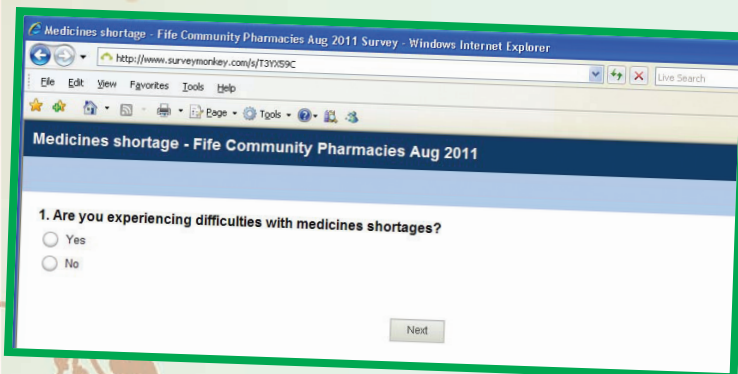 Medicines shortage - Fife Community Pharmacies Aug 2011 Survey - Windows Internet Explorer
http://www.surveymonkey.com/s/T3YX59C
Live Search
File Edit View Favorites Tools Help
Page Tools
Medicines shortage - Fife Community Pharmacies Aug 2011
1. Are you experiencing difficulties with medicines shortages?
Yes
No
Next